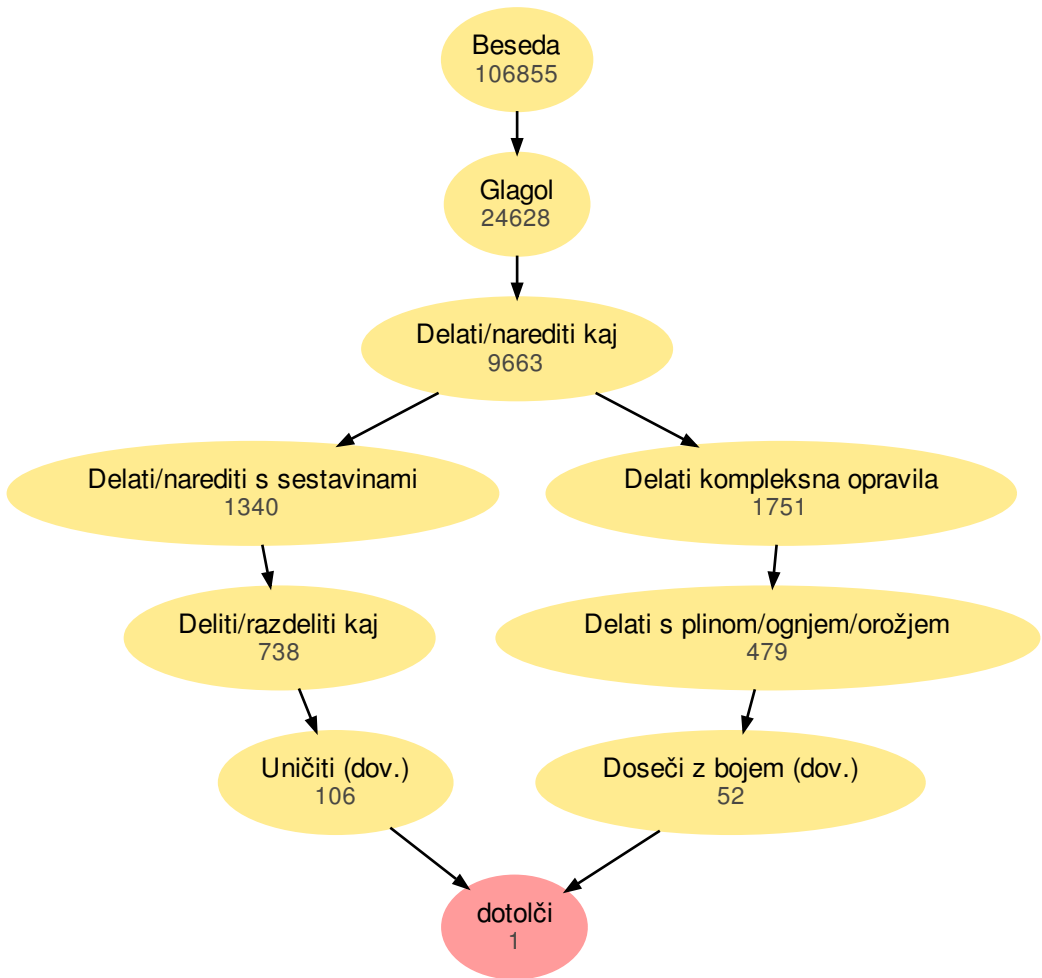 Beseda
106855
Glagol
24628
Delati/narediti kaj
9663
Delati/narediti s sestavinami
1340
Delati kompleksna opravila
1751
Deliti/razdeliti kaj
738
Delati s plinom/ognjem/orožjem
479
Uničiti (dov.)
106
Doseči z bojem (dov.)
52
dotolči
1